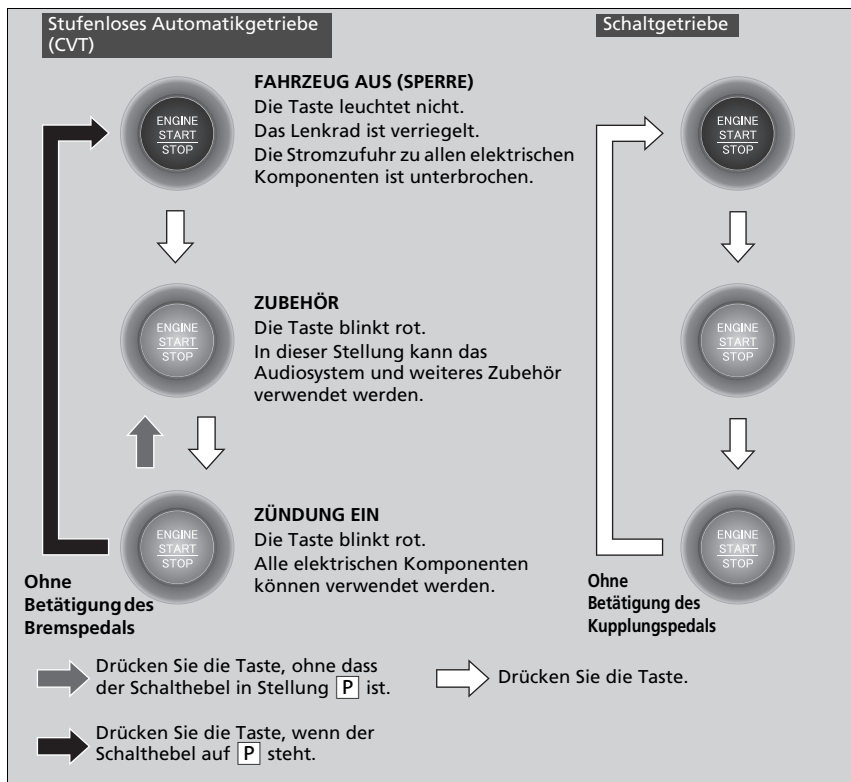 Stufenloses Automatikgetriebe
(CVT)
Schaltgetriebe
ENGINE
START
STOP
FAHRZEUG AUS (SPERRE)
Die Taste leuchtet nicht.
Das Lenkrad ist verriegelt.
Die Stromzufuhr zu allen elektrischen
Komponenten ist unterbrochen.
ENGINE
START
STOP
ENGINE
START
STOP
ZUBEHÖR
Die Taste blinkt rot.
In dieser Stellung kann das
Audiosystem und weiteres Zubehör
verwendet werden.
ENGINE
START
STOP
ENGINE
START
STOP
ZÜNDUNG EIN
Die Taste blinkt rot.
Alle elektrischen Komponenten
können verwendet werden.
ENGINE
START
STOP
Ohne
Betätigung des
Bremspedals
Ohne
Betätigung des
Kupplungspedals
Drücken Sie die Taste, ohne dass
der Schalthebel in Stellung P ist.
Drücken Sie die Taste.
Drücken Sie die Taste, wenn der
Schalthebel auf P steht.